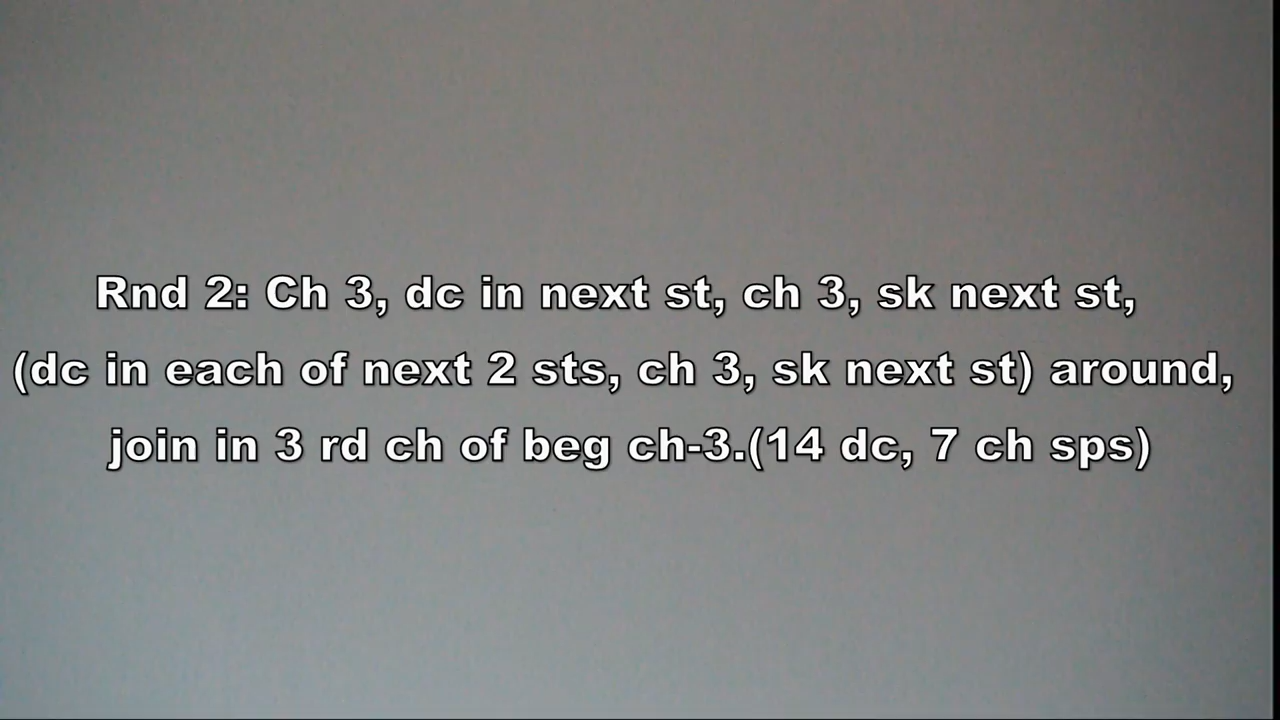 Rnd 2: Ch 3, dc in next st, ch 3, sk next st,
(dc in each of next 2 sts, ch 3, sk next st) around,
join in 3 rd ch of beg ch-3.(14 dc, 7 ch sps)